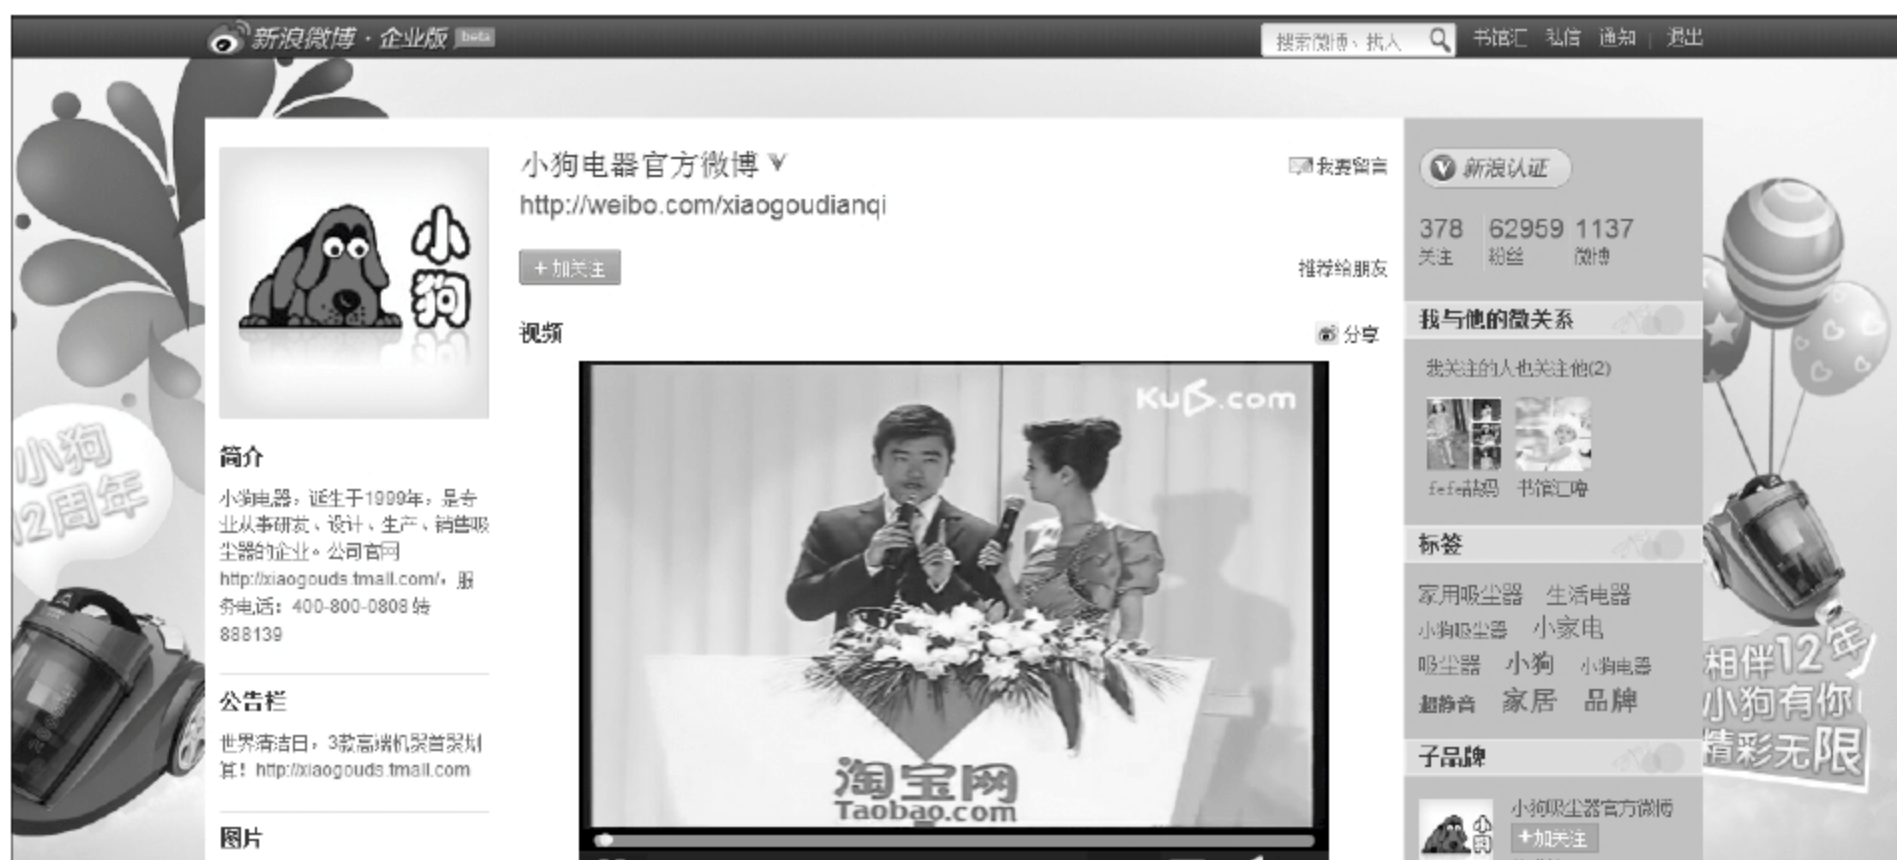 新浪微博·企业版 beta
搜索微博、找人 书馆汇 私信 通知 | 退出
小狗
小狗电器官方微博
http://weibo.com/xiaogoudianqi
我要留言
+加关注
推荐给朋友
视频
分享
Ku6.com
淘宝网
Taobao.com
简介
小狗电器，诞生于1999年，是专
业从事研发、设计、生产、销售吸
尘器的企业。公司官网
http://xiaogouds.tmall.com/，服
务电话：400-800-0808 转
888139
公告栏
世界清洁日，3款高端机器首器划
算！http://xiaogouds.tmall.com
图片
新浪认证
378 62959 1137
关注 粉丝 微博
我与他的微关系
我关注的人也关注他(2)
书馆汇噜
标签
家用吸尘器 生活电器
小狗吸尘器 小家电
吸尘器 小狗 小狗电器
超静音 家居 品牌
子品牌
小狗吸尘器官方微博
+加关注
小狗
小狗
12周年
相伴12年
小狗有你
精彩无限